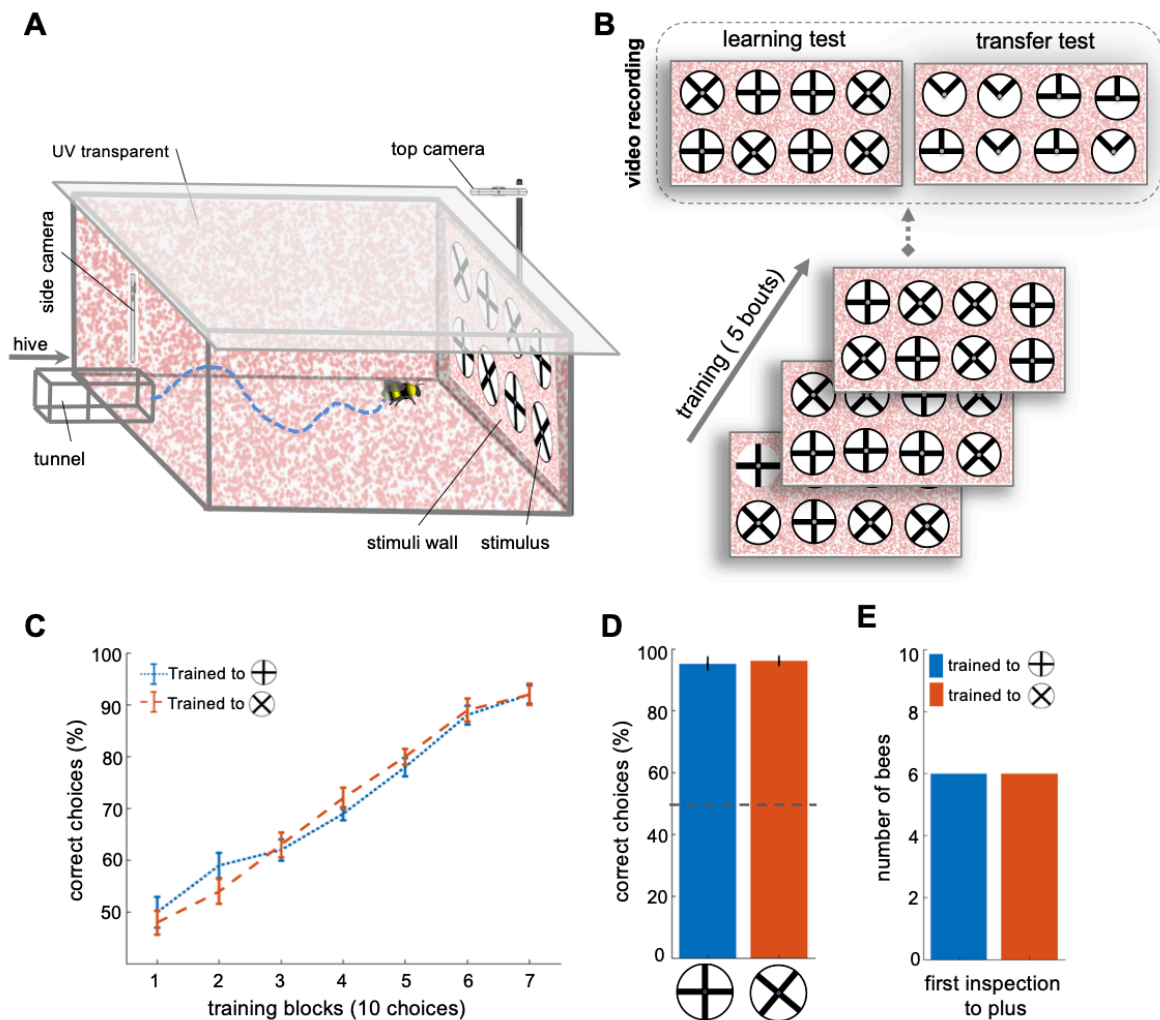 A
UV transparent
top camera
side camera
hive
tunnel
stimuli wall
stimulus
B
video recording
learning test
transfer test
training ( 5 bouts)
C
100
90
80
70
60
50
correct choices (%)
Trained to
Trained to
1 2 3 4 5 6 7
training blocks (10 choices)
D
100
80
60
40
20
0
correct choices (%)
E
10
8
6
4
2
0
number of bees
trained to
trained to
first inspection
to plus